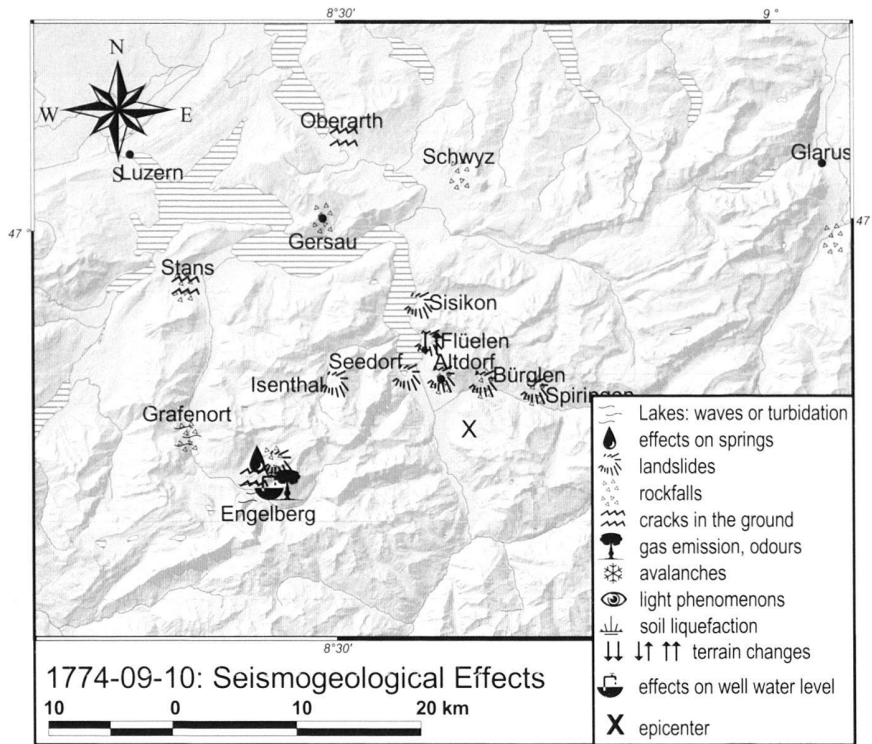 8°30'
9°
N
W E
S
Oberarth
Luzern
Schwyz
Glarus
47°
47°
Gersau
Stans
Sisikon
Flüelen
Seedorf
Altdorf
Isenthal
Bürglen
Spiringen
Grafenort
X
Engelberg
Lakes: waves or turbidation
effects on springs
landslides
rockfalls
cracks in the ground
gas emission, odours
avalanches
light phenomenons
soil liquefaction
terrain changes
effects on well water level
X epicenter
8°30'
1774-09-10: Seismogeological Effects
10 0 10 20 km